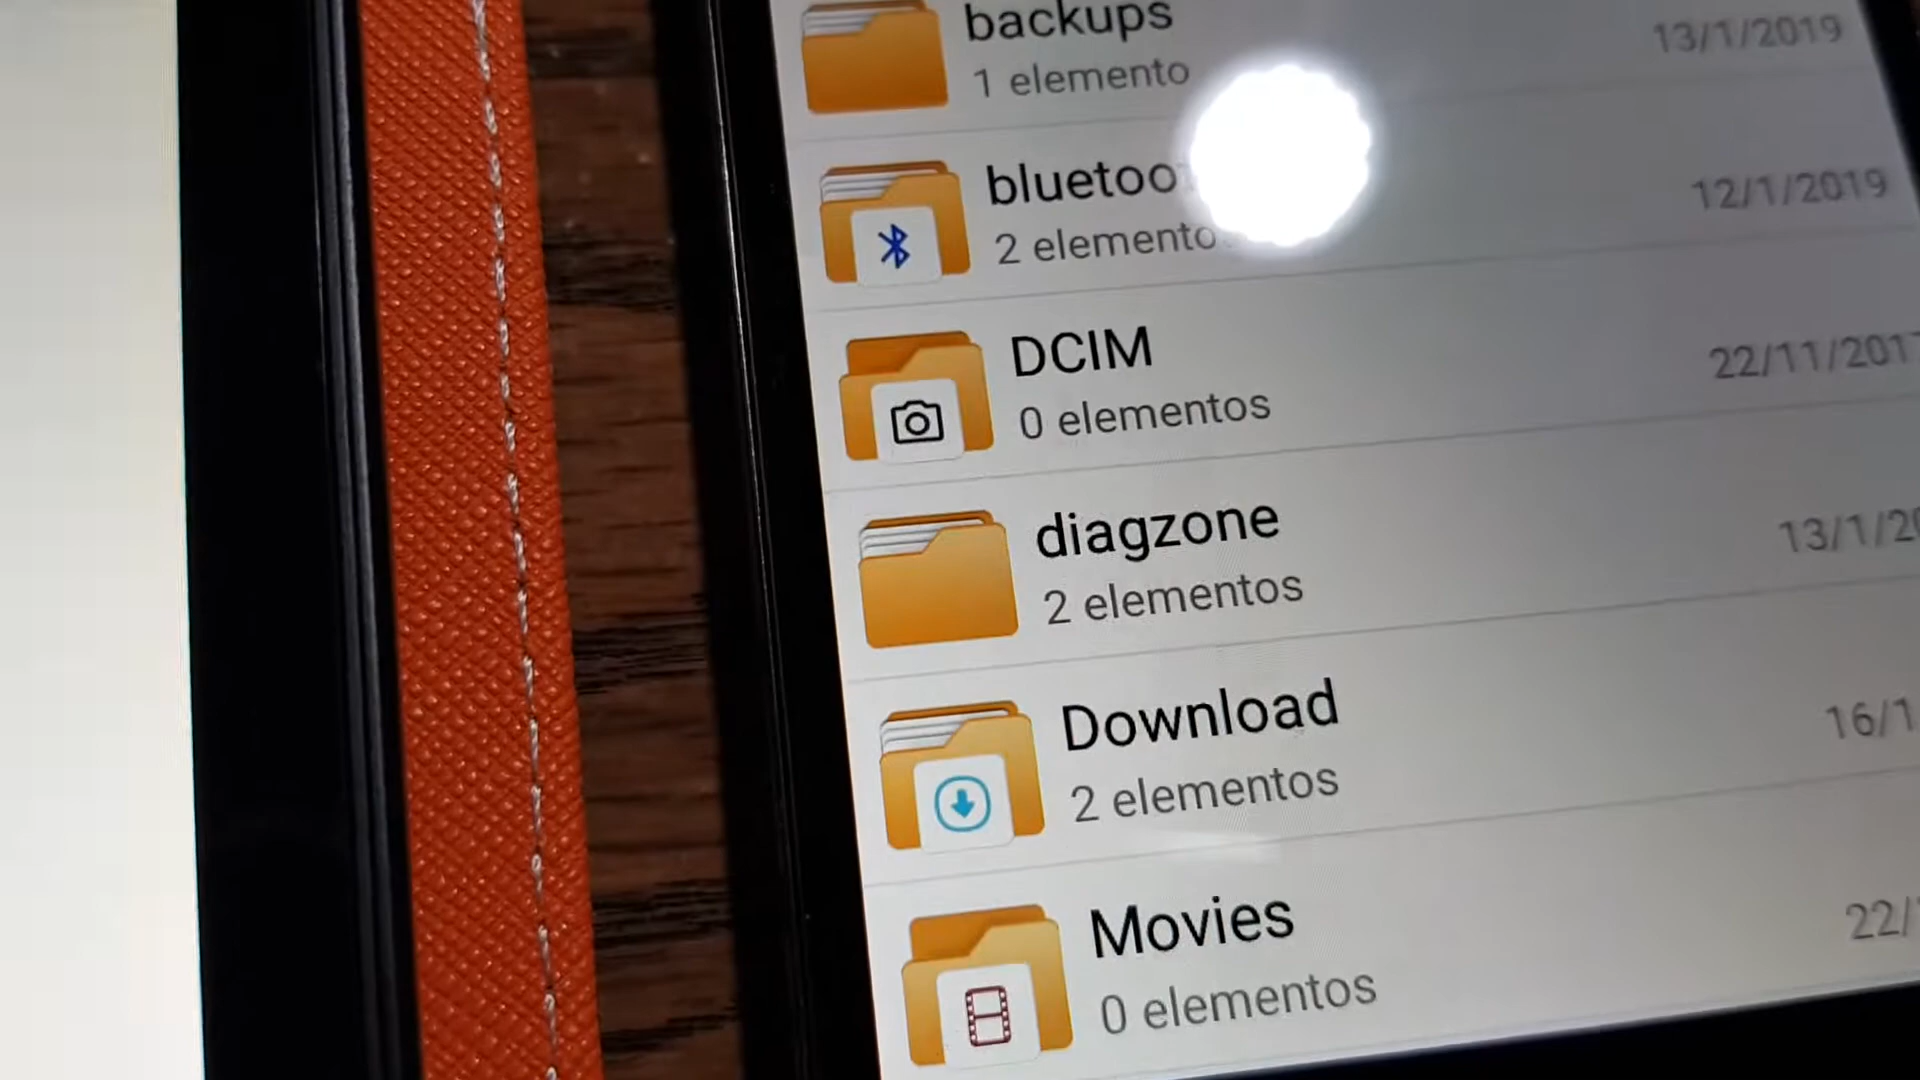 backups
1 elemento
13/1/2019
12/1/2019
DCIM
0 elementos
diagzone
2 elementos
Download
2 elementos
Movies
0 elementos